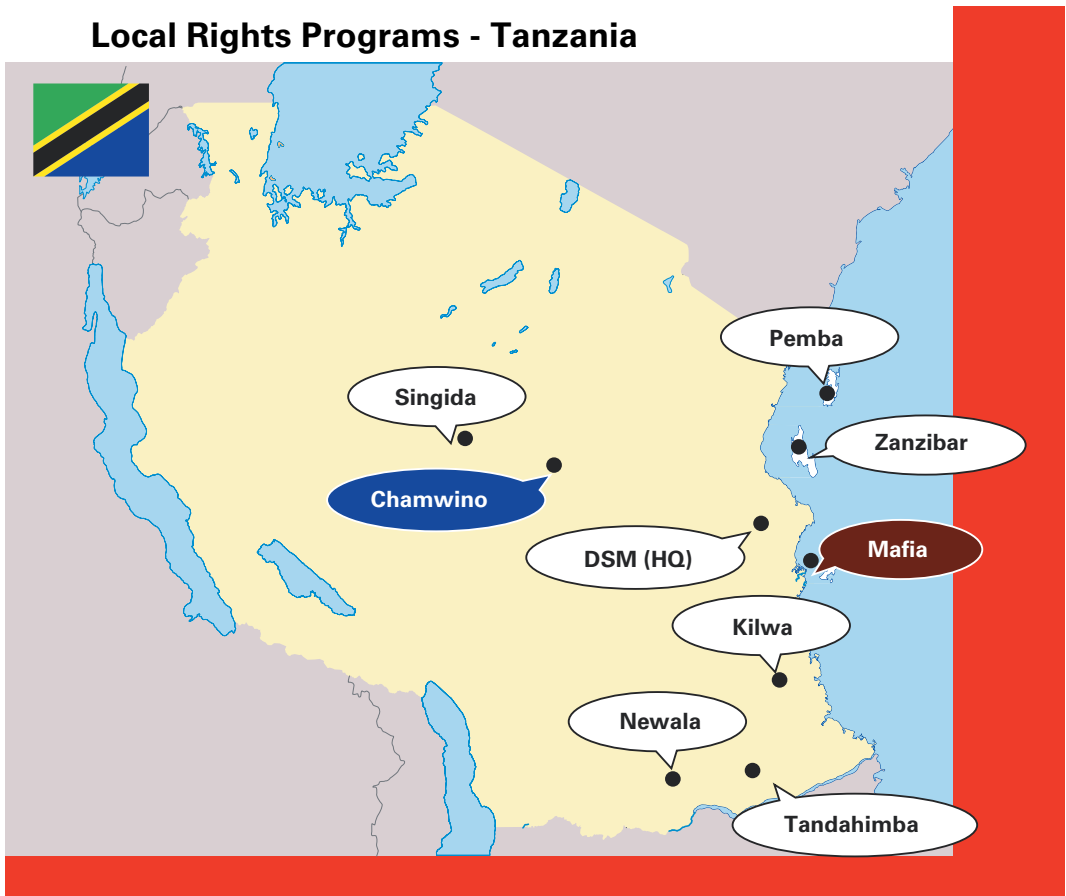 Local Rights Programs - Tanzania
Pemba
Singida
Zanzibar
Chamwino
DSM (HQ)
Mafia
Kilwa
Newala
Tandahimba